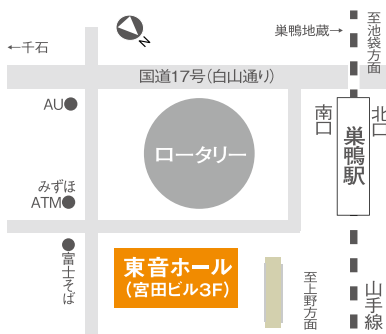 至池袋方面
巣鴨地蔵→
←千石
N
国道17号(白山通り)
AU
南口
北口
巣鴨駅
ロータリー
みずほ
ATM
富士そば
東音ホール
(宮田ビル3F)
至上野方面
山手線